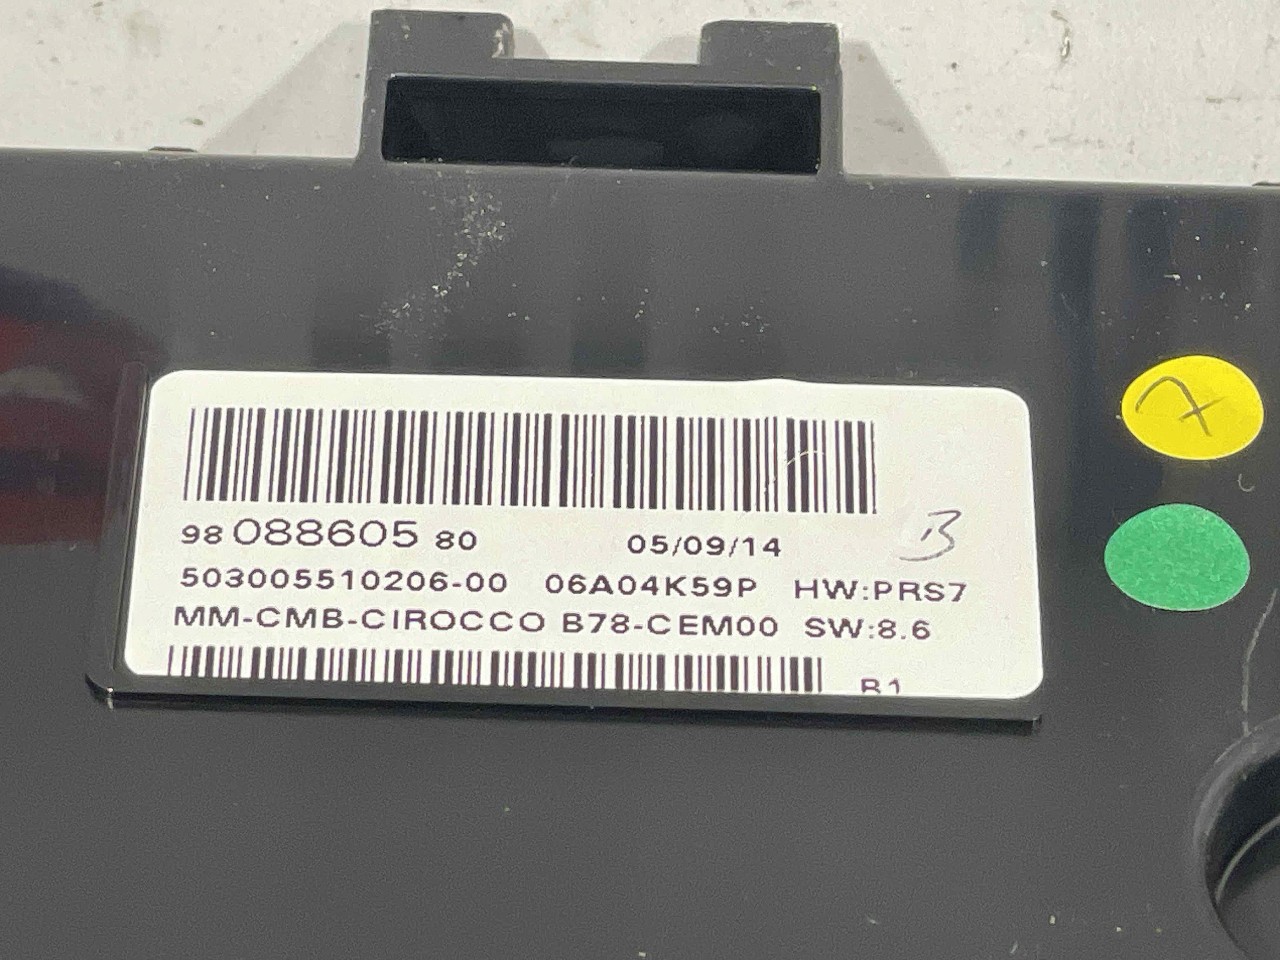 98 088605 80 05/09/14 B
503005510206-00 06A04K59P HW:PRS7
MM-CMB-CIROCCO B78-CEM00 SW:8.6
R1